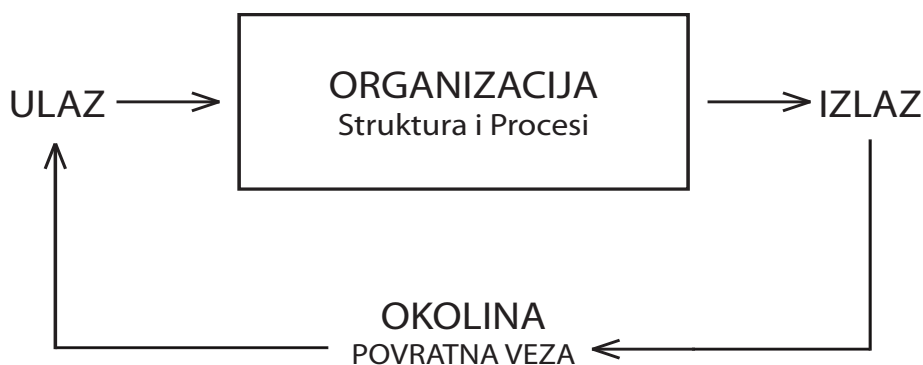 ORGANIZACIJA
Struktura i Procesi
ULAZ
IZLAZ
OKOLINA
POVRATNA VEZA